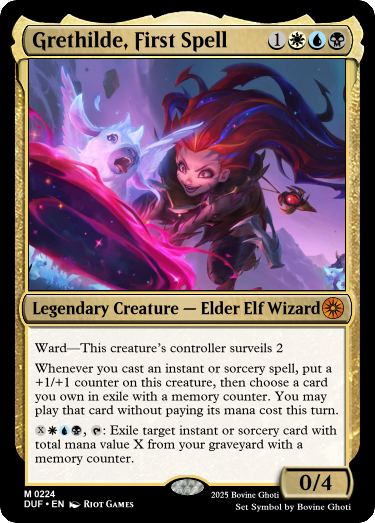 Grethilde, First Spell 1
Legendary Creature — Elder Elf Wizard
Ward—This creature's controller surveils 2
Whenever you cast an instant or sorcery spell, put a
+1/+1 counter on this creature, then choose a card
you own in exile with a memory counter. You may
play that card without paying its mana cost this turn.
X, : Exile target instant or sorcery card with
total mana value X from your graveyard with a
memory counter.
0/4
M 0224
DUF • EN Riot Games
2025 Bovine Ghoti
Set Symbol by Bovine Ghoti